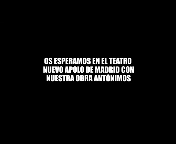 OS ESPERAMOS EN EL TEATRO
NUEVO APOLO DE MADRID CON
NUESTRA OBRA ANTÓNIMOS